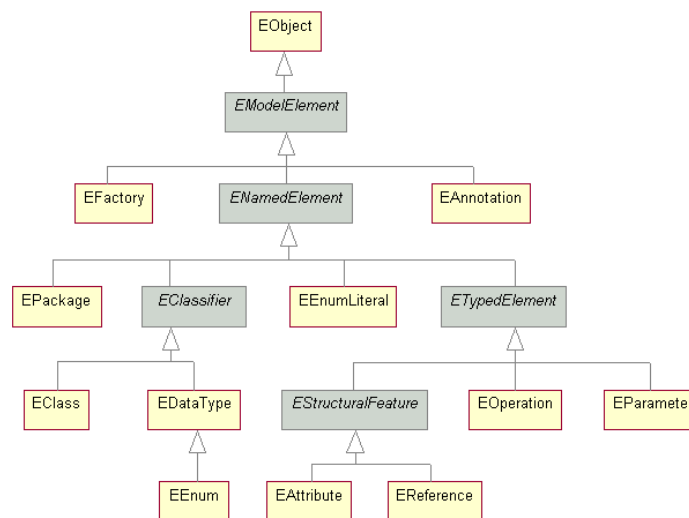 EObject
EModelElement
EFactory
ENamedElement
EAnnotation
EPackage
EClassifier
EEnumLiteral
ETypedElement
EClass
EDataType
EStructuralFeature
EOperation
EParamete
EEnum
EAttribute
EReference